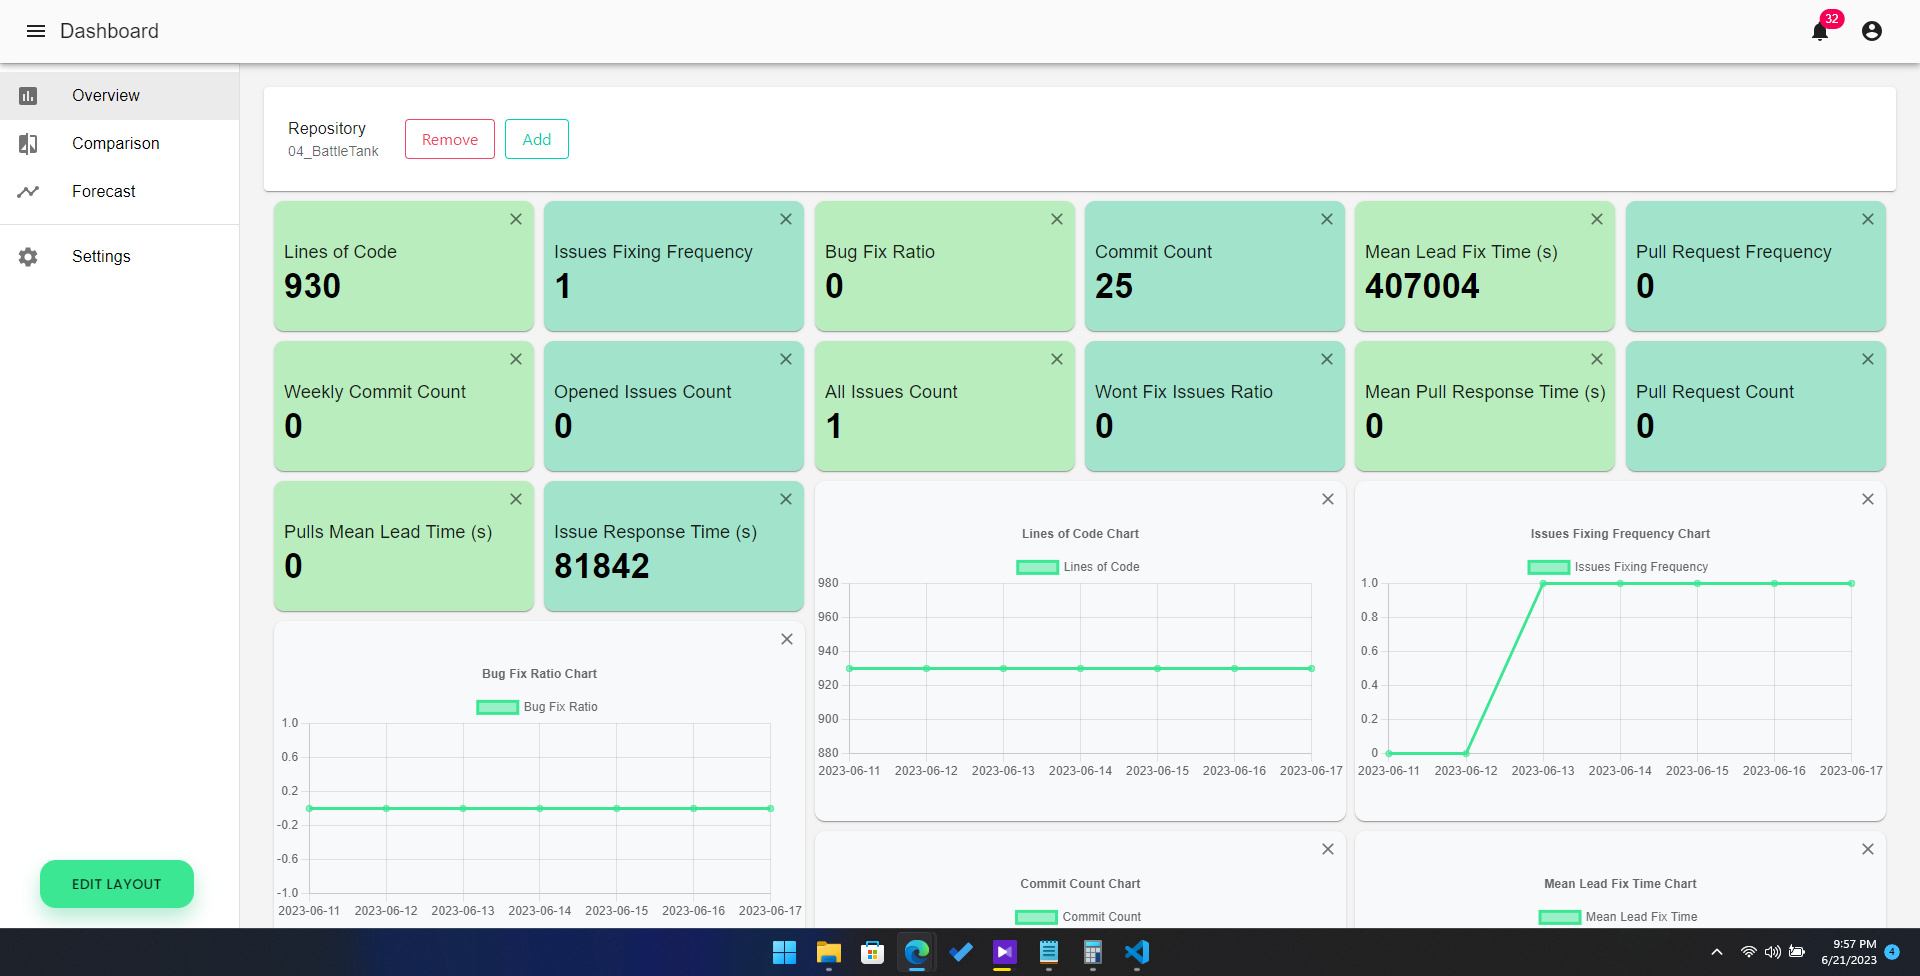 Dashboard
32
Overview
Comparison
Forecast
Settings
EDIT LAYOUT
Repository
04_BattleTank
Remove
Add
Lines of Code
930
Issues Fixing Frequency
1
Bug Fix Ratio
0
Commit Count
25
Mean Lead Fix Time (s)
407004
Pull Request Frequency
0
Weekly Commit Count
0
Opened Issues Count
0
All Issues Count
1
Wont Fix Issues Ratio
0
Mean Pull Response Time (s)
0
Pull Request Count
0
Pulls Mean Lead Time (s)
0
Issue Response Time (s)
81842
Lines of Code Chart
Lines of Code
980
960
940
920
900
880
2023-06-11 2023-06-12 2023-06-13 2023-06-14 2023-06-15 2023-06-16 2023-06-17
Issues Fixing Frequency Chart
Issues Fixing Frequency
1.0
0.8
0.6
0.4
0.2
0
2023-06-11 2023-06-12 2023-06-13 2023-06-14 2023-06-15 2023-06-16 2023-06-17
Bug Fix Ratio Chart
Bug Fix Ratio
1.0
0.6
0.2
-0.2
-0.6
-1.0
2023-06-11 2023-06-12 2023-06-13 2023-06-14 2023-06-15 2023-06-16 2023-06-17
Commit Count Chart
Commit Count
Mean Lead Fix Time Chart
Mean Lead Fix Time
9:57 PM
6/21/2023
4